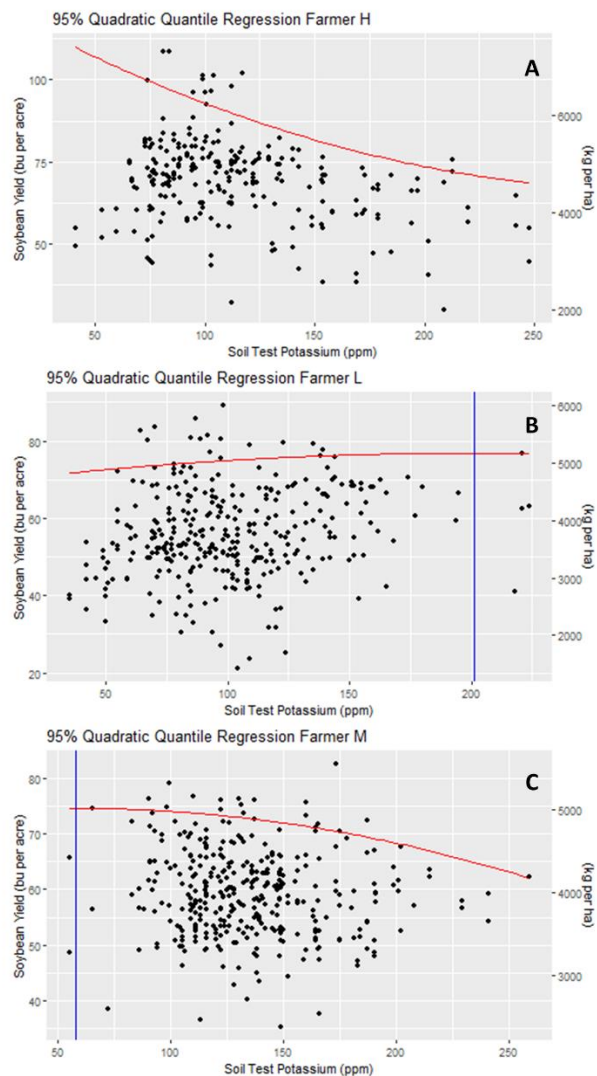 95% Quadratic Quantile Regression Farmer H
A
Soybean Yield (bu per acre)
100
75
50
(kg per ha)
6000
4000
2000
50 100 150 200 250
Soil Test Potassium (ppm)
95% Quadratic Quantile Regression Farmer L
B
Soybean Yield (bu per acre)
80
60
40
20
(kg per ha)
6000
5000
4000
3000
2000
50 100 150 200
Soil Test Potassium (ppm)
95% Quadratic Quantile Regression Farmer M
C
Soybean Yield (bu per acre)
80
70
60
50
40
(kg per ha)
5000
4000
3000
50 100 150 200 250
Soil Test Potassium (ppm)